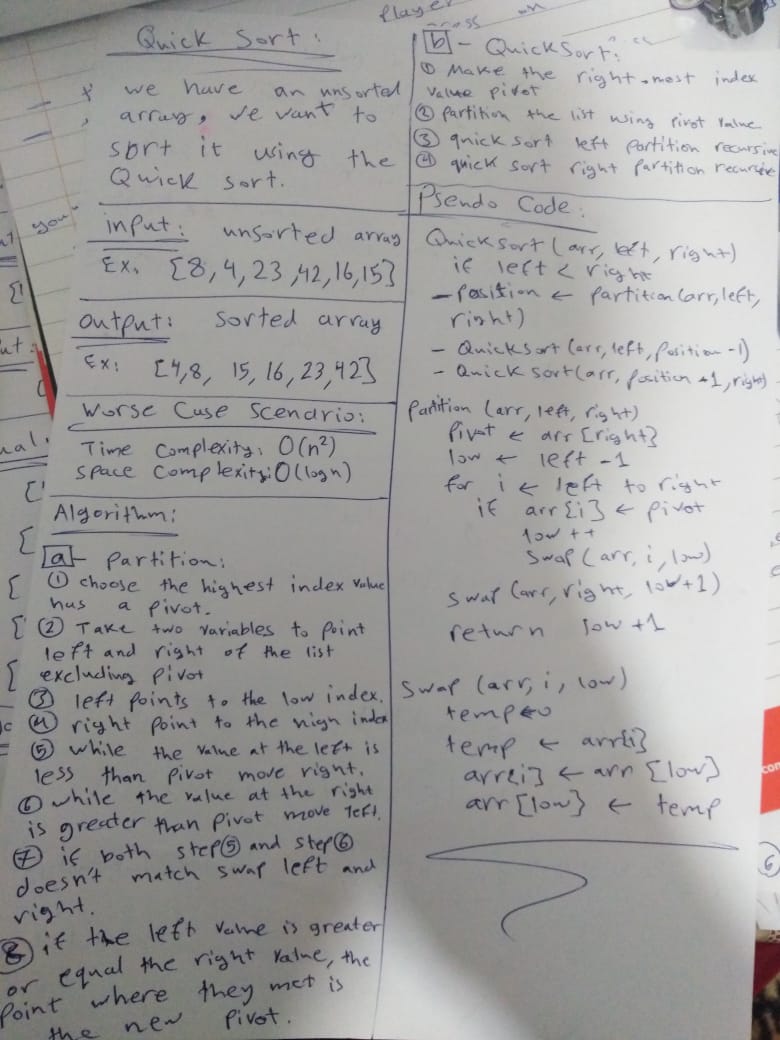 Player
on
Quick Sort:
we have an unsorted
array, we want to
sort it using the
Quick sort.
input: unsorted array
Ex, [8,4,23,42,16,15]
output: sorted array
Ex: [4,8, 15,16,23,42]
Worse Case Scendrio:
Time Complexity: O(n²)
Space Complexity: O(logn)
Algorithm:
a - partition:
① choose the highest index value
has a pivot.
② Take two variables to point
left and right of the list
excluding pivot
③ left points to the low index.
④ right point to the high index
⑤ while the value at the left is
less than pivot move right.
⑥ while the value at the right
is greater than pivot move left.
⑦ if both step⑤ and step⑥
doesn't match swap left and
right.
⑧ if the left value is greater
or equal the right value, the
point where they met is
the new pivot.
b - QuickSort:
① Make the right-most index
value pivot
② partition the list using pivot value
③ quick sort left partition recursive
④ quick sort right partition recursive
Pseudo Code:
Quicksort (arr, left, right)
if left < right
- position ← partition(arr, left,
right)
- QuickSort (arr, left, position -1)
- Quick Sort(arr, position +1, right)
partition (arr, left, right)
pivot ← arr [right]
low ← left -1
for i ← left to right
if arr[i] ← pivot
low ++
swap (arr, i, low)
swap (arr, right, low+1)
return low +1
swap (arr, i, low)
temp←0
temp ← arr[i]
arr[i] ← arr [low]
arr [low] ← temp
you
6